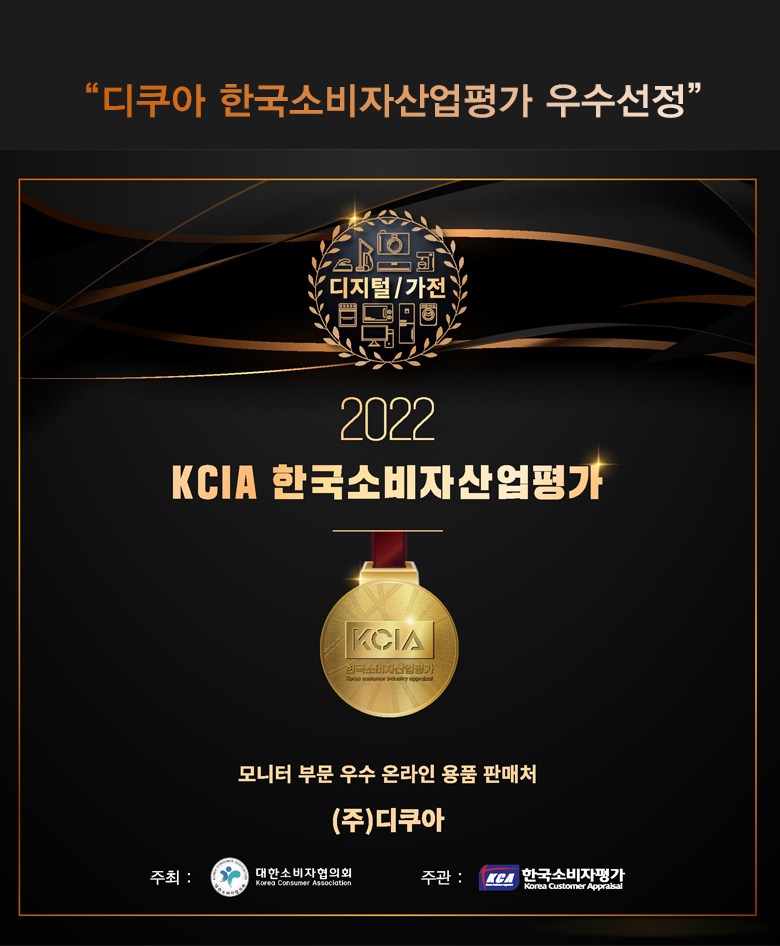 “디쿠아 한국소비자산업평가 우수선정”
디지털/가전
2022
KCIA 한국소비자산업평가
KCIA
한국소비자산업평가
Korea customer industry appraisal
모니터 부문 우수 온라인 용품 판매처
(주)디쿠아
주최 : 대한소비자협의회 주관 : KCA 한국소비자평가
Korea Consumer Association Korea Customer Appraisal